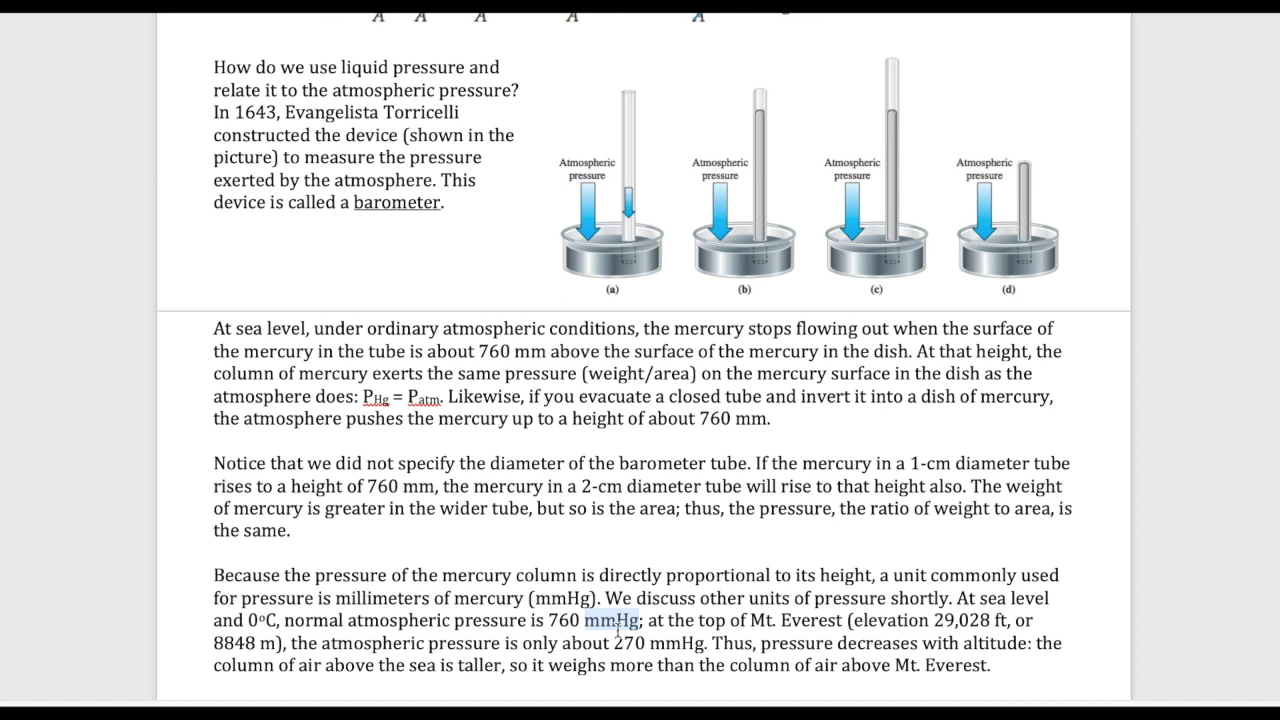 A A A A A
How do we use liquid pressure and
relate it to the atmospheric pressure?
In 1643, Evangelista Torricelli
constructed the device (shown in the
picture) to measure the pressure
exerted by the atmosphere. This
device is called a barometer.
Atmospheric
pressure
Atmospheric
pressure
Atmospheric
pressure
Atmospheric
pressure
(a)
(b)
(c)
(d)
At sea level, under ordinary atmospheric conditions, the mercury stops flowing out when the surface of
the mercury in the tube is about 760 mm above the surface of the mercury in the dish. At that height, the
column of mercury exerts the same pressure (weight/area) on the mercury surface in the dish as the
atmosphere does: PHg = Patm. Likewise, if you evacuate a closed tube and invert it into a dish of mercury,
the atmosphere pushes the mercury up to a height of about 760 mm.
Notice that we did not specify the diameter of the barometer tube. If the mercury in a 1-cm diameter tube
rises to a height of 760 mm, the mercury in a 2-cm diameter tube will rise to that height also. The weight
of mercury is greater in the wider tube, but so is the area; thus, the pressure, the ratio of weight to area, is
the same.
Because the pressure of the mercury column is directly proportional to its height, a unit commonly used
for pressure is millimeters of mercury (mmHg). We discuss other units of pressure shortly. At sea level
and 0°C, normal atmospheric pressure is 760 mmHg; at the top of Mt. Everest (elevation 29,028 ft, or
8848 m), the atmospheric pressure is only about 270 mmHg. Thus, pressure decreases with altitude: the
column of air above the sea is taller, so it weighs more than the column of air above Mt. Everest.